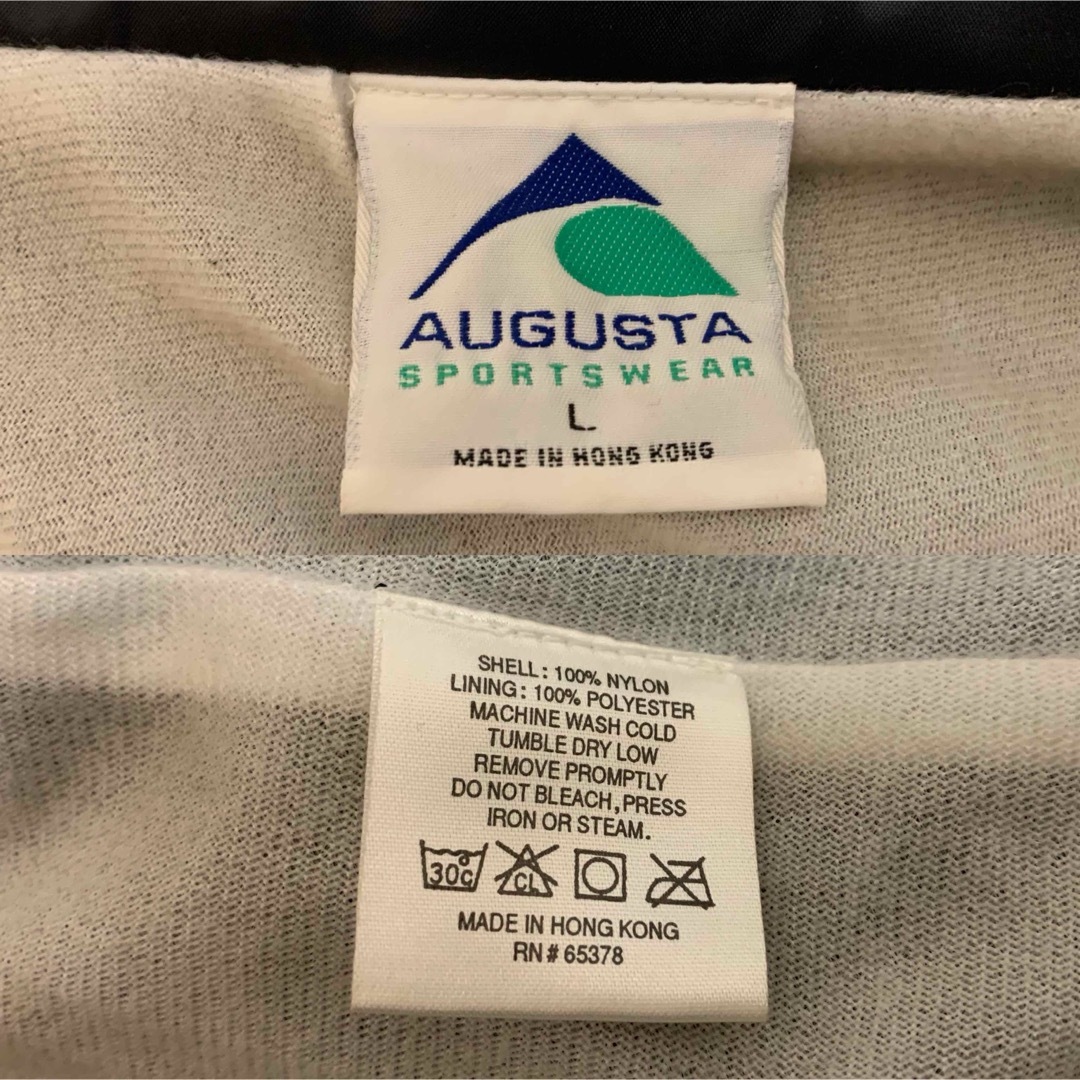 AUGUSTA
SPORTSWEAR
L
MADE IN HONG KONG
SHELL: 100% NYLON
LINING: 100% POLYESTER
MACHINE WASH COLD
TUMBLE DRY LOW
REMOVE PROMPTLY
DO NOT BLEACH, PRESS
IRON OR STEAM.
30c CL
MADE IN HONG KONG
RN # 65378